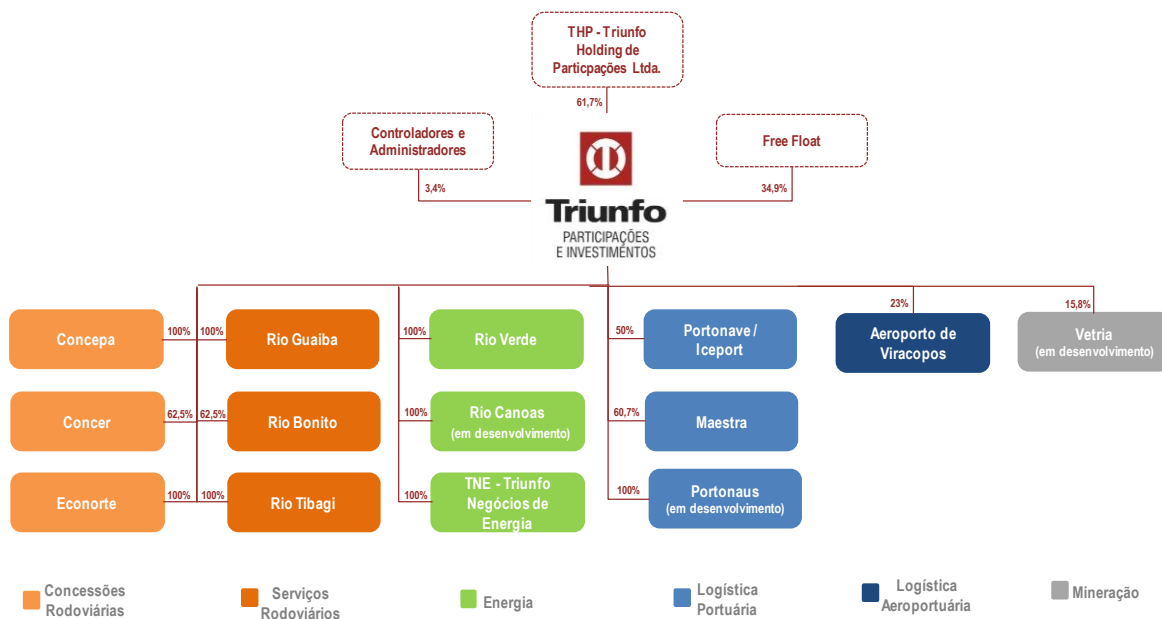 THP - Triunfo
Holding de
Particpações Ltda.
61,7%
Controladores e
Administradores
3,4%
Free Float
34,9%
Triunfo
PARTICIPAÇÕES
E INVESTIMENTOS
23%
15,8%
Concepa
100%
100%
Rio Guaiba
100%
Rio Verde
50%
Portonave /
Iceport
Aeroporto de
Viracopos
Vetria
(em desenvolvimento)
Concer
62,5%
62,5%
Rio Bonito
100%
Rio Canoas
(em desenvolvimento)
60,7%
Maestra
Econorte
100%
100%
Rio Tibagi
100%
TNE - Triunfo
Negócios de
Energia
100%
Portonaus
(em desenvolvimento)
Concessões
Rodoviárias
Serviços
Rodoviários
Energia
Logística
Portuária
Logística
Aeroportuária
Mineração